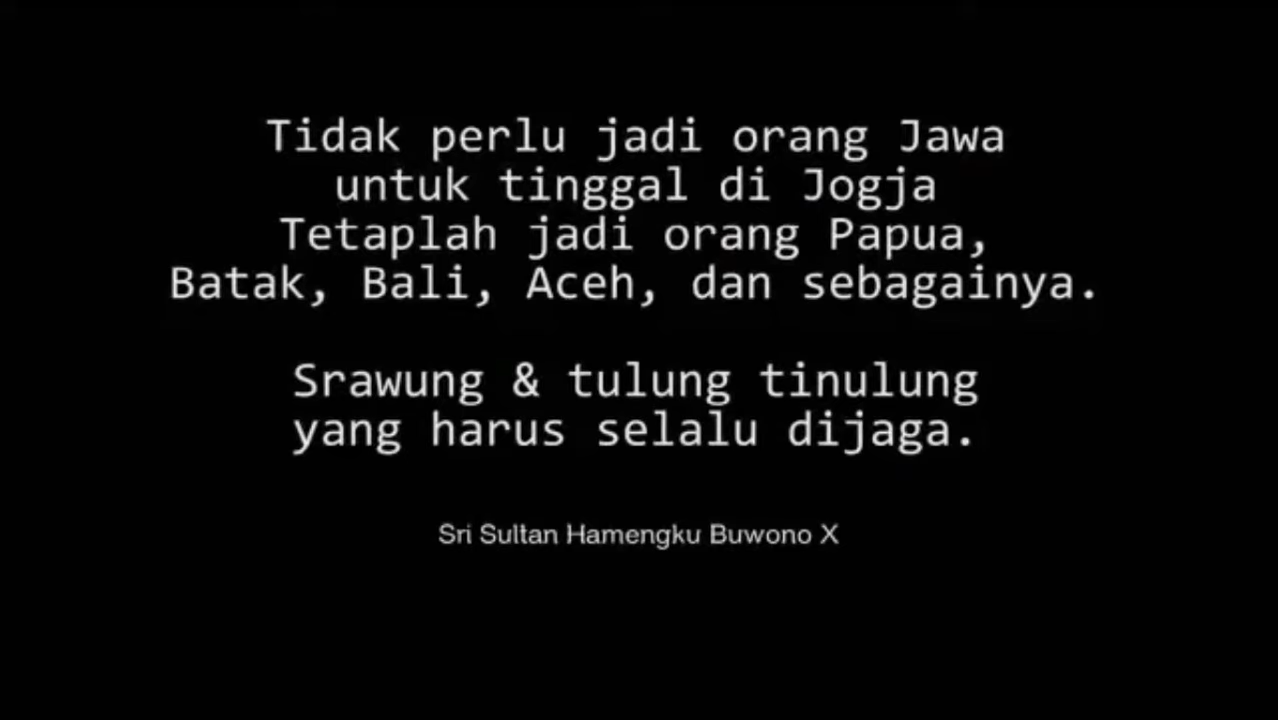 Tidak perlu jadi orang Jawa
untuk tinggal di Jogja
Tetaplah jadi orang Papua,
Batak, Bali, Aceh, dan sebagainya.
Srawung & tulung tinulung
yang harus selalu dijaga.
Sri Sultan Hamengku Buwono X